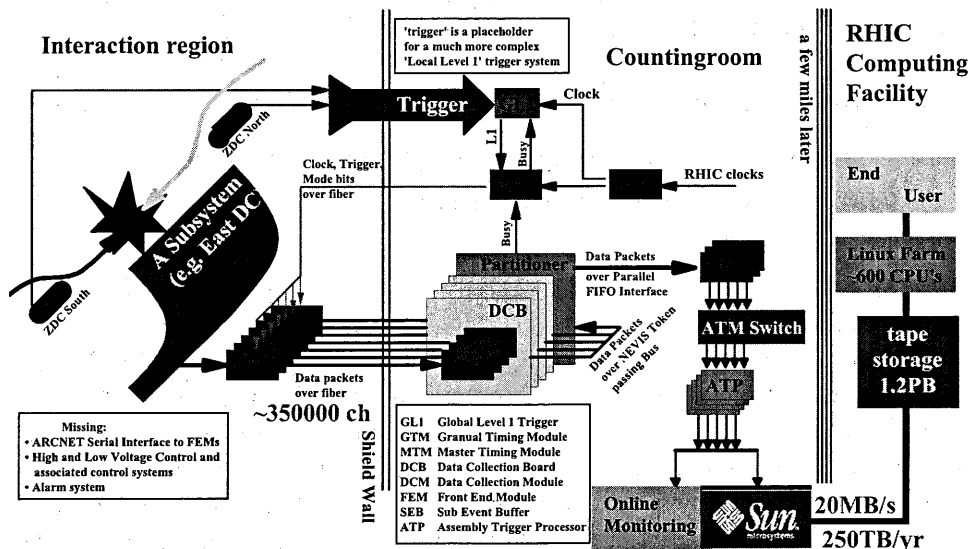 Interaction region
'trigger' is a placeholder
for a much more complex
'Local Level 1' trigger system
Countingroom
a few miles later
RHIC
Computing
Facility
Trigger
GL1
Clock
ZDC North
L1
Busy
Clock, Trigger,
Mode bits
over fiber
RHIC clocks
End
User
A Subsystem
(e.g. East DC)
Busy
Partitioner
Data Packets
over Parallel
FIFO Interface
Linux Farm
~600 CPU's
ZDC South
DCB
ATM Switch
Data Packets
over NEVIS Token
passing Bus
tape
storage
1.2PB
Data packets
over fiber
~350000 ch
ATP
Missing:
• ARCNET Serial Interface to FEMs
• High and Low Voltage Control and
associated control systems
• Alarm system
Shield Wall
GL1 Global Level 1 Trigger
GTM Granual Timing Module
MTM Master Timing Module
DCB Data Collection Board
DCM Data Collection Module
FEM Front End Module
SEB Sub Event Buffer
ATP Assembly Trigger Processor
Online
Monitoring
Sun
microsystems
20MB/s
250TB/yr